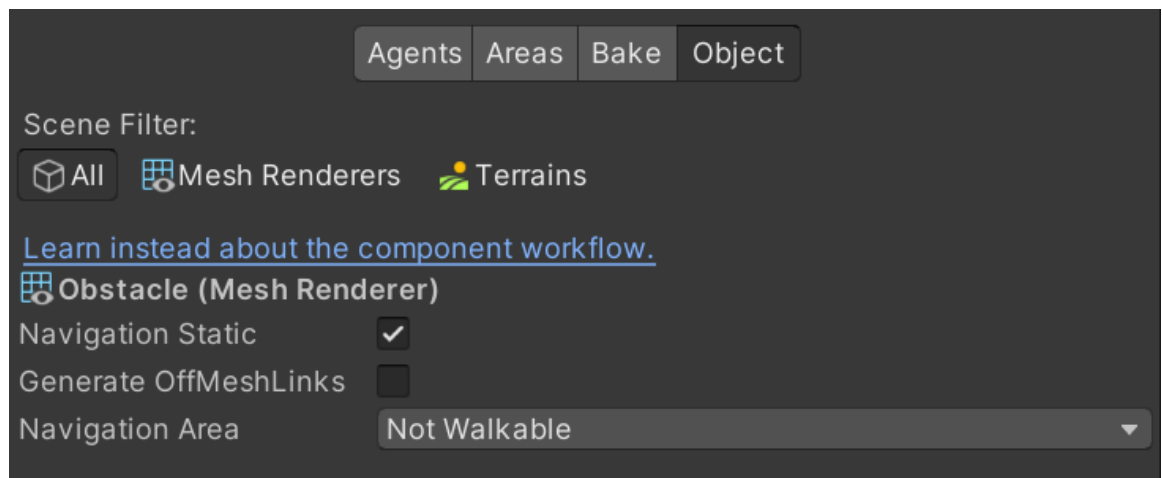 Agents Areas Bake Object
Scene Filter:
All Mesh Renderers Terrains
Learn instead about the component workflow.
Obstacle (Mesh Renderer)
Navigation Static
Generate OffMeshLinks
Navigation Area Not Walkable